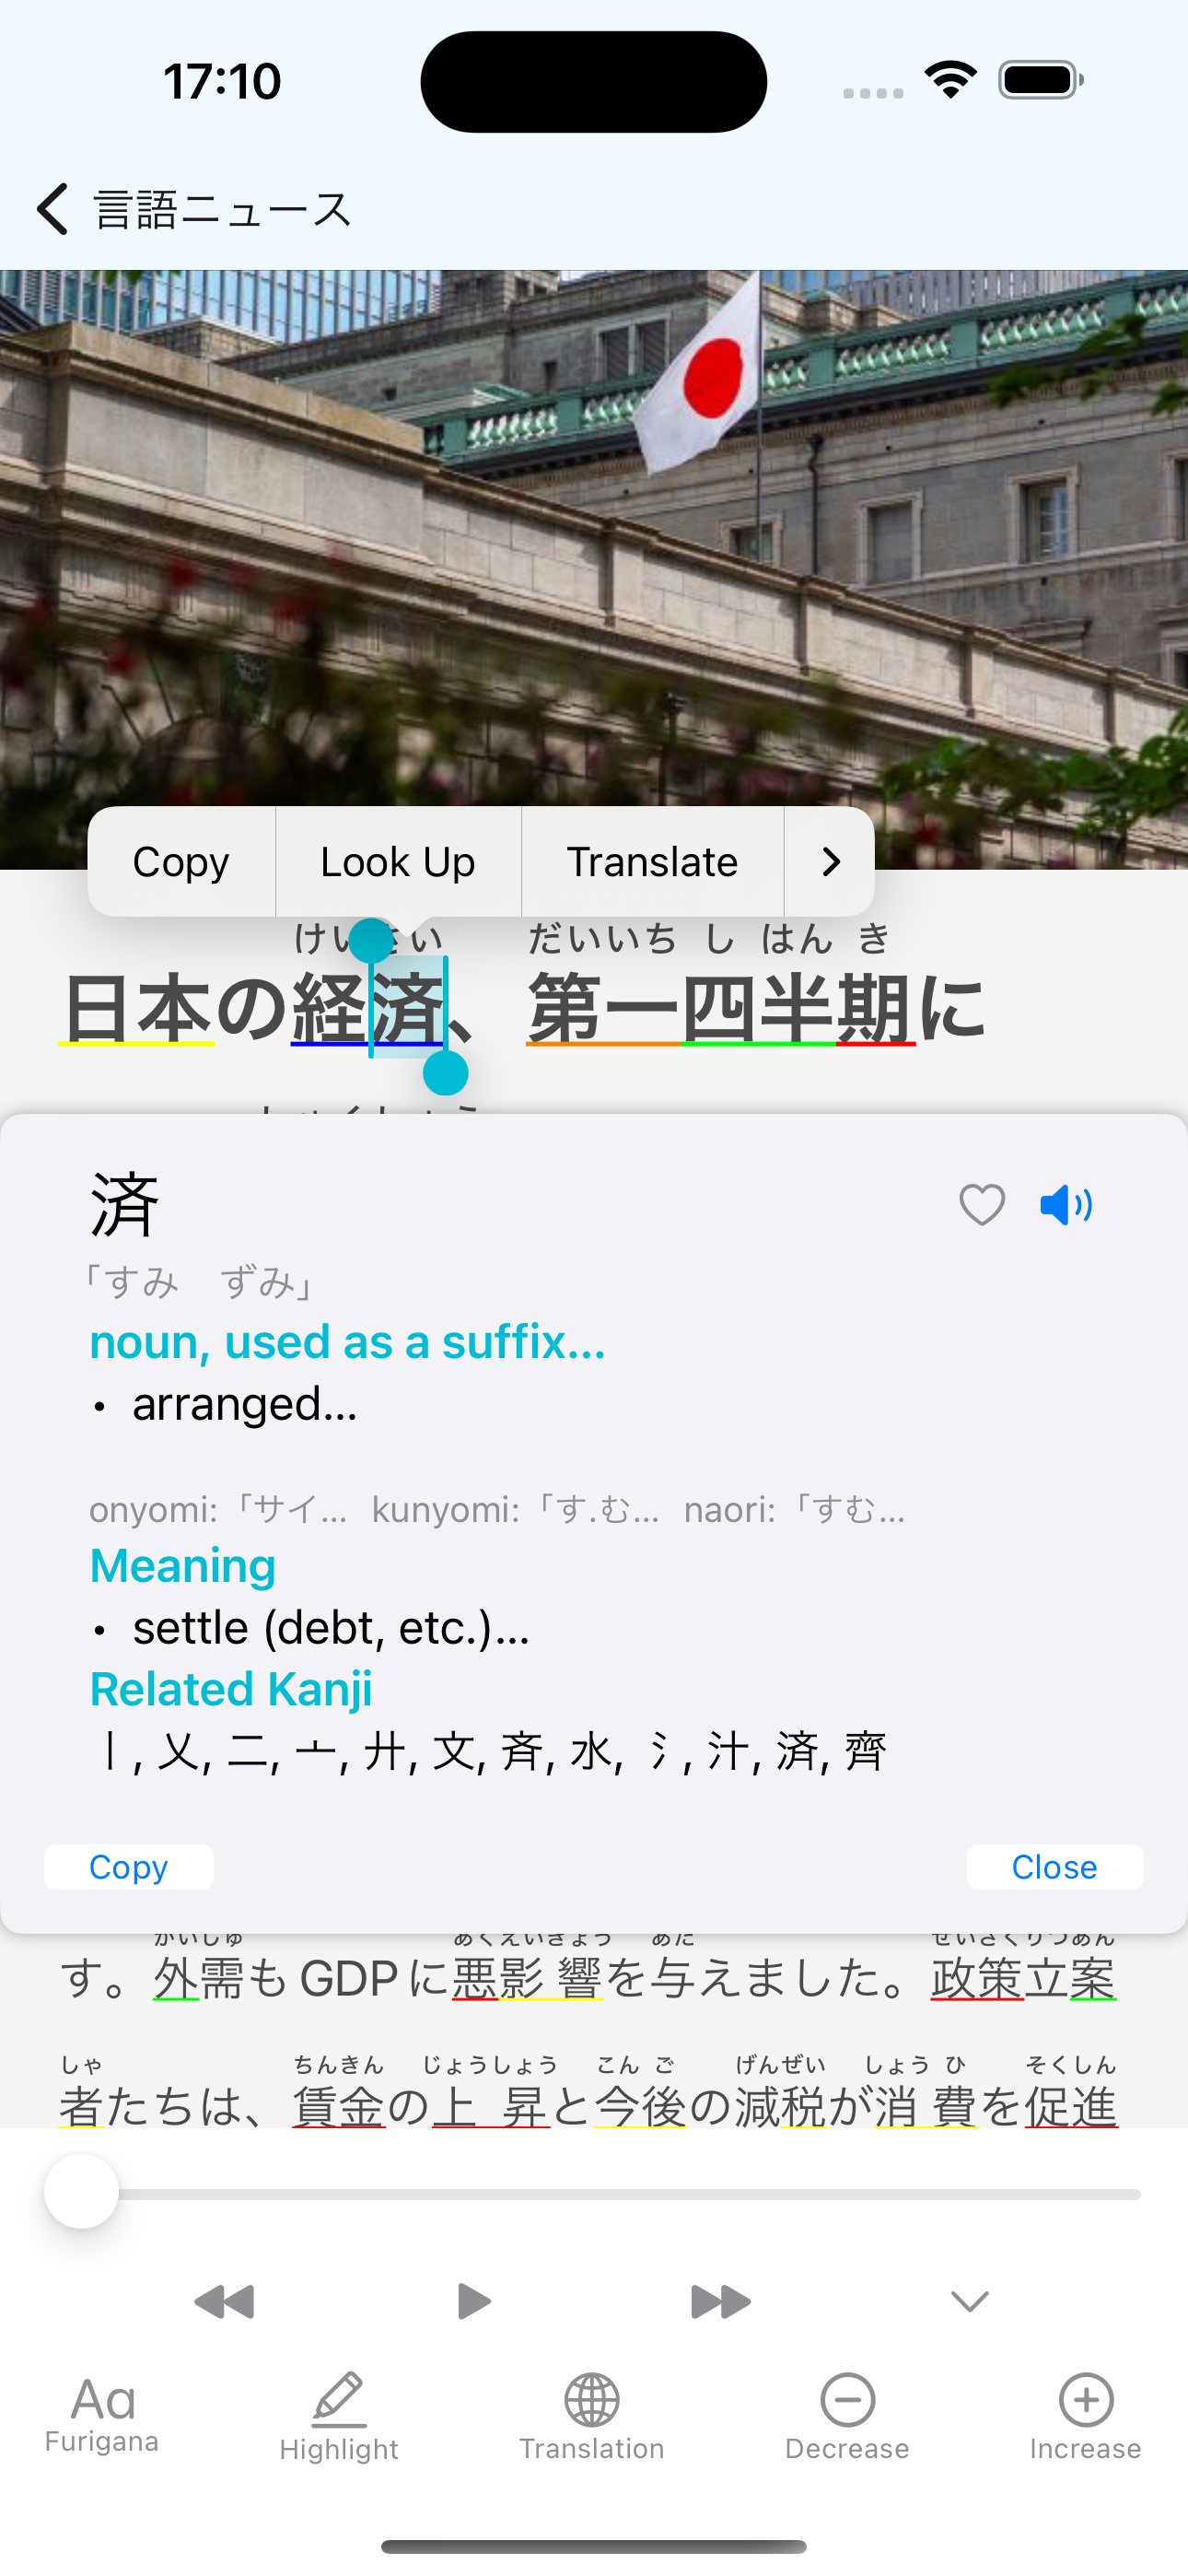 17:10
言語ニュース
Copy
Look Up
Translate
けいざい だいいち し はん き
日本の経済、第一四半期に
済
「すみ ずみ」
noun, used as a suffix...
• arranged...
onyomi:「サイ... kunyomi:「す.む... naori:「すむ...
Meaning
• settle (debt, etc.)...
Related Kanji
丨, 乂, 二, 亠, 廾, 文, 斉, 水, 氵, 汁, 済, 齊
Copy
Close
がいじゅ あくえいきょう あた せいさくりつあん
す。外需も GDP に悪影響を与えました。政策立案
しゃ ちんきん じょうしょう こん ご げんぜい しょう ひ そくしん
者たちは、賃金の上昇と今後の減税が消費を促進
Aa
Furigana
Highlight
Translation
Decrease
Increase